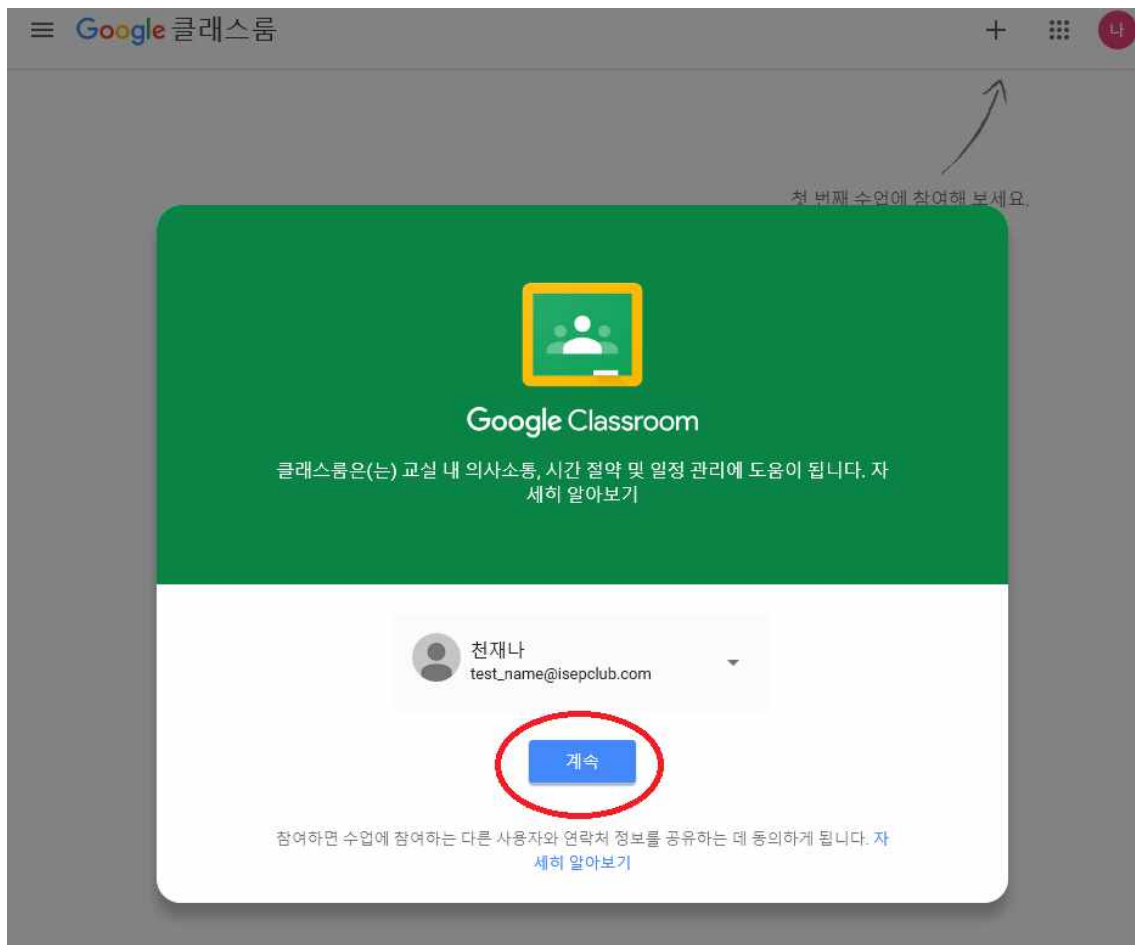 Google 클래스룸
나
첫 번째 수업에 참여해 보세요.
Google Classroom
클래스룸은(는) 교실 내 의사소통, 시간 절약 및 일정 관리에 도움이 됩니다. 자
세히 알아보기
천재나
test_name@isepclub.com
계속
참여하면 수업에 참여하는 다른 사용자와 연락처 정보를 공유하는 데 동의하게 됩니다. 자
세히 알아보기